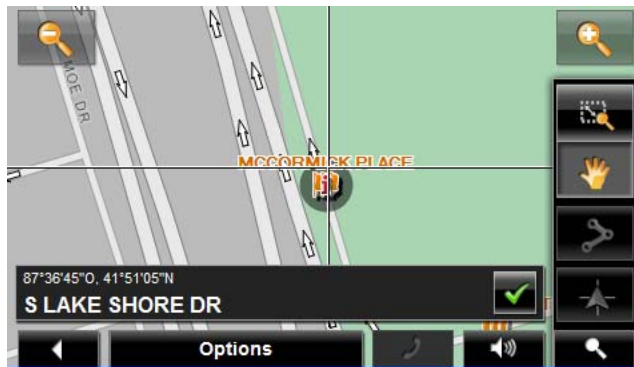 MOE DR
MCCORMICK PLACE
87°36'45"O, 41°51'05"N
S LAKE SHORE DR
Options